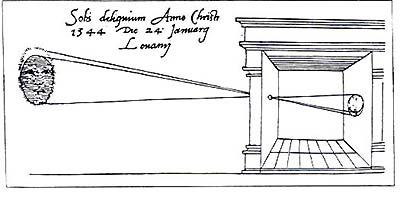 Solis deliquium Anno Christi
1544 Die 24 Januarij
Louanij